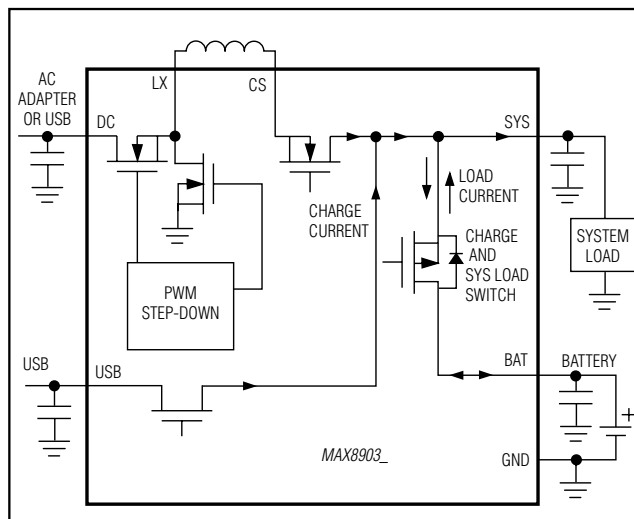 LX
CS
AC
ADAPTER
OR USB
DC
SYS
LOAD
CURRENT
CHARGE
CURRENT
CHARGE
AND
SYS LOAD
SWITCH
SYSTEM
LOAD
PWM
STEP-DOWN
USB
USB
BAT
BATTERY
+
MAX8903_
GND